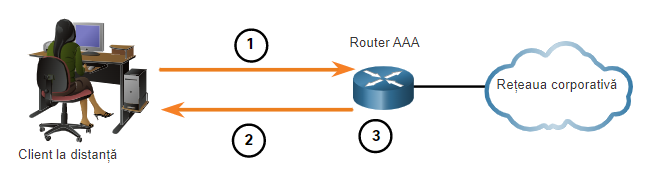 1
Router AAA
Rețeaua corporativă
2
3
Client la distanță